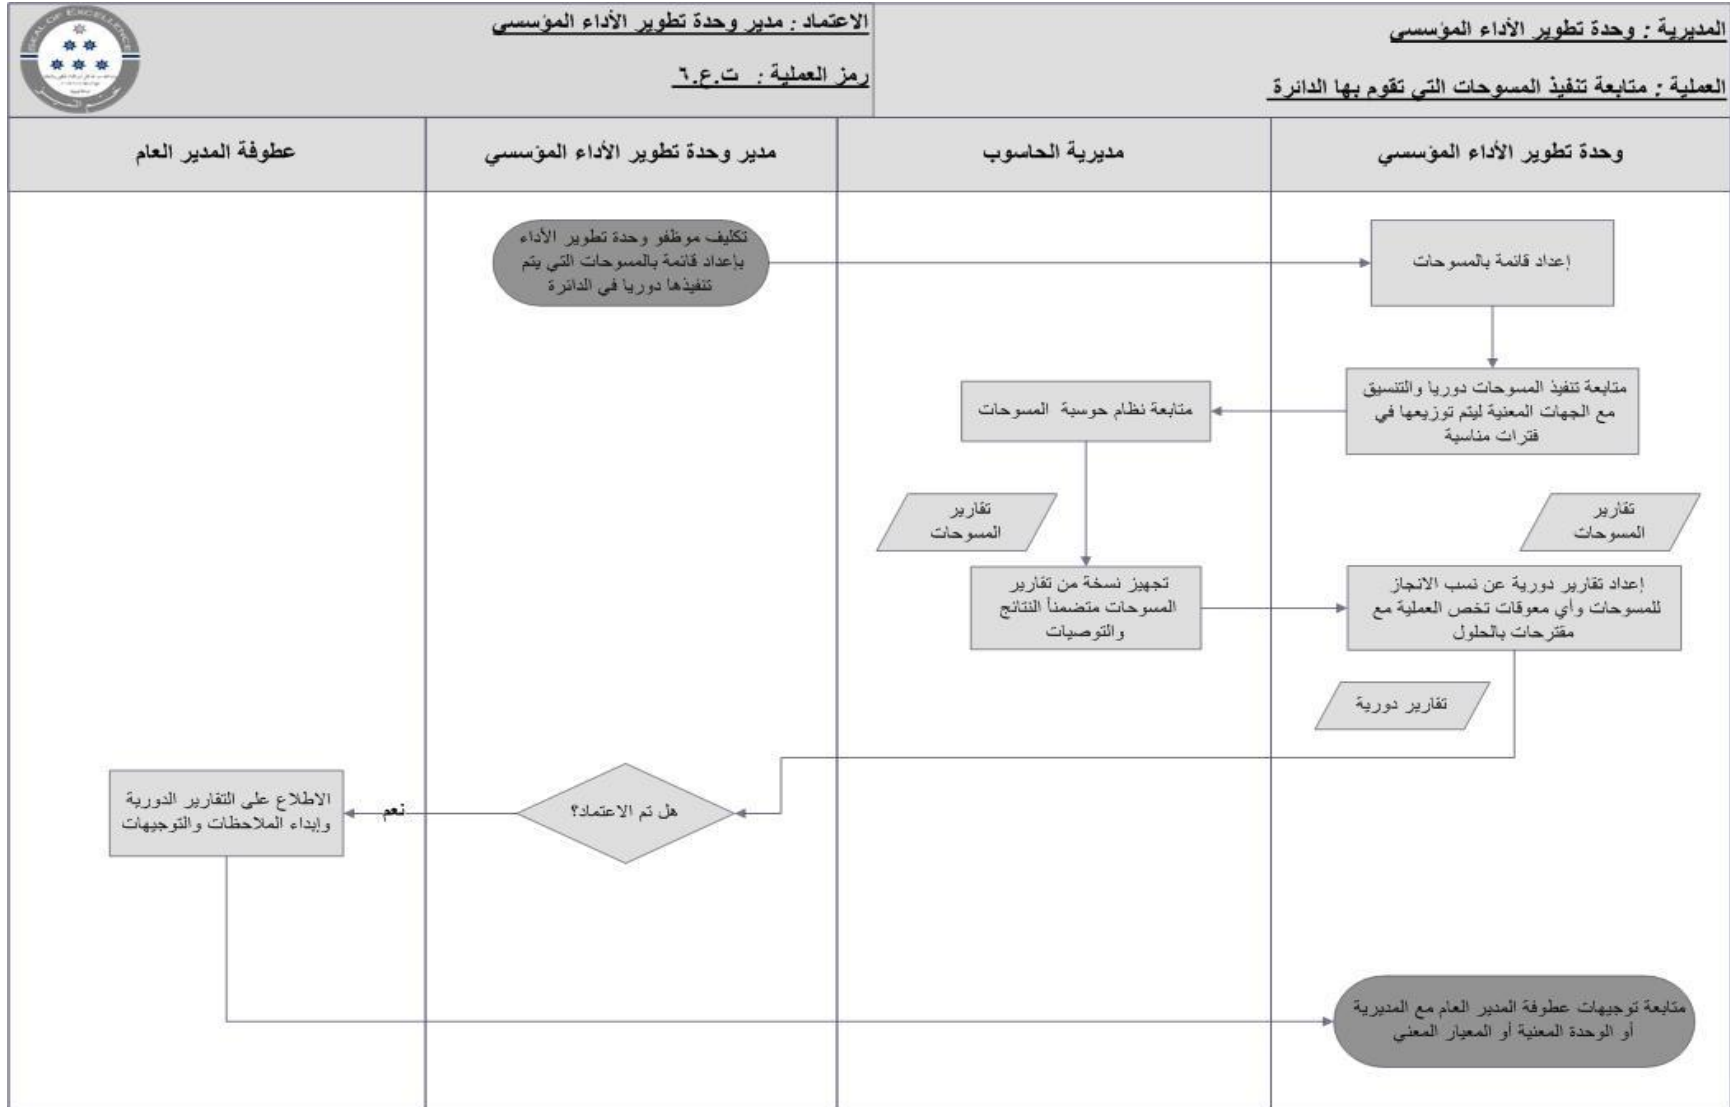 المديرية : وحدة تطوير الأداء المؤسسي
العملية : متابعة تنفيذ المسوحات التي تقوم بها الدائرة
الاعتماد : مدير وحدة تطوير الأداء المؤسسي
رمز العملية : ت.ع.٦
SEAL OF EXCELLENCE
ختم التميز
وحدة تطوير الأداء المؤسسي
مديرية الحاسوب
مدير وحدة تطوير الأداء المؤسسي
عطوفة المدير العام
تكليف موظفو وحدة تطوير الأداء
بإعداد قائمة بالمسوحات التي يتم
تنفيذها دوريا في الدائرة
إعداد قائمة بالمسوحات
متابعة تنفيذ المسوحات دوريا والتنسيق
مع الجهات المعنية ليتم توزيعها في
فترات مناسبة
متابعة نظام حوسبة المسوحات
تقارير
المسوحات
تقارير
المسوحات
تجهيز نسخة من تقارير
المسوحات متضمناً النتائج
والتوصيات
إعداد تقارير دورية عن نسب الانجاز
للمسوحات وأي معوقات تخص العملية مع
مقترحات بالحلول
تقارير دورية
هل تم الاعتماد؟
نعم
الاطلاع على التقارير الدورية
وإبداء الملاحظات والتوجيهات
متابعة توجيهات عطوفة المدير العام مع المديرية
أو الوحدة المعنية أو المعيار المعني